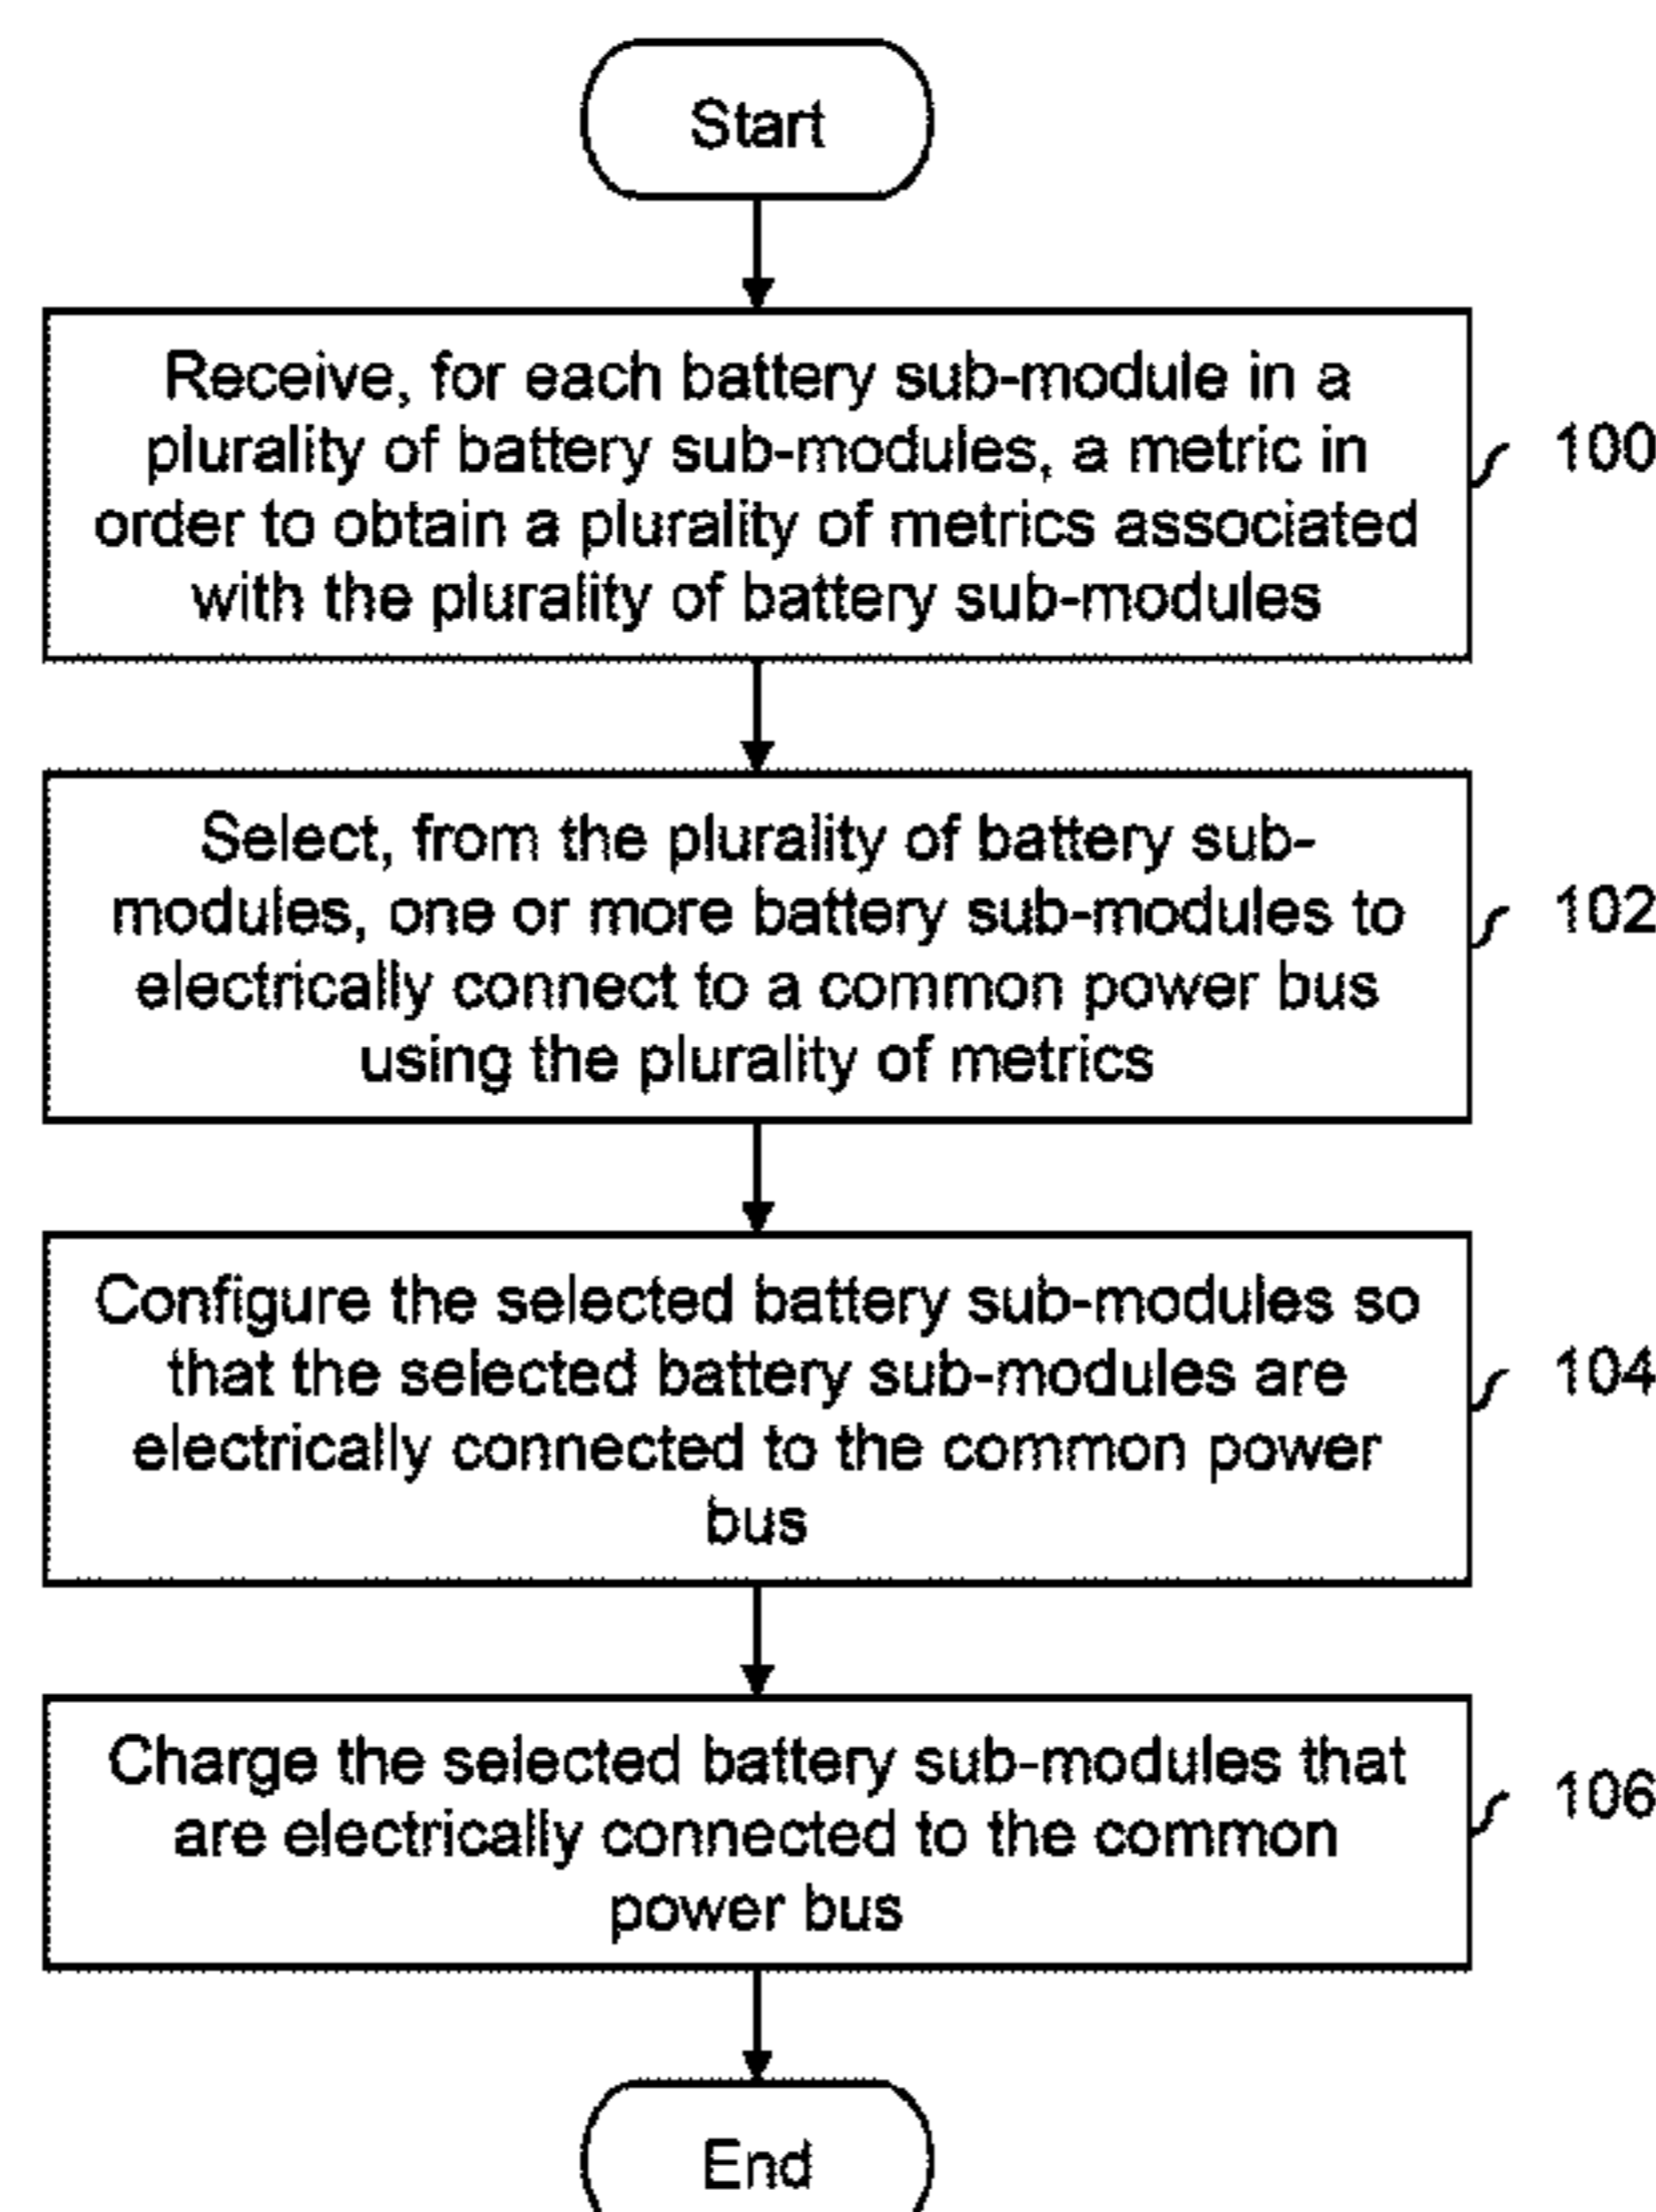 Start
Receive, for each battery sub-module in a
plurality of battery sub-modules, a metric in
order to obtain a plurality of metrics associated
with the plurality of battery sub-modules
100
Select, from the plurality of battery sub-
modules, one or more battery sub-modules to
electrically connect to a common power bus
using the plurality of metrics
102
Configure the selected battery sub-modules so
that the selected battery sub-modules are
electrically connected to the common power
bus
104
Charge the selected battery sub-modules that
are electrically connected to the common
power bus
106
End